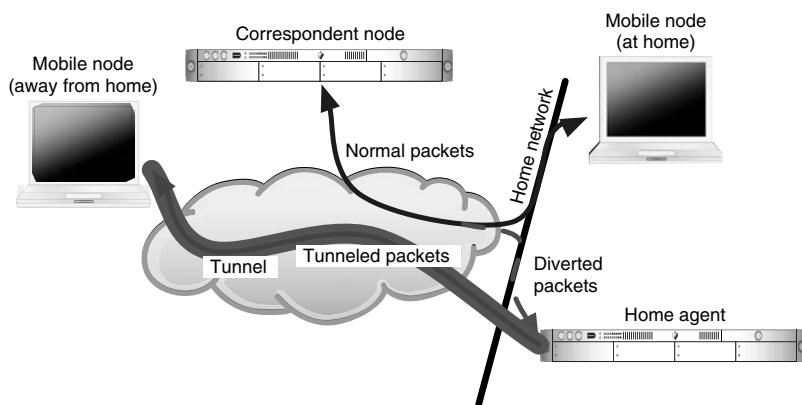 Mobile node
(at home)
Correspondent node
Mobile node
(away from home)
Normal packets
Home network
Tunnel
Tunneled packets
Diverted
packets
Home agent